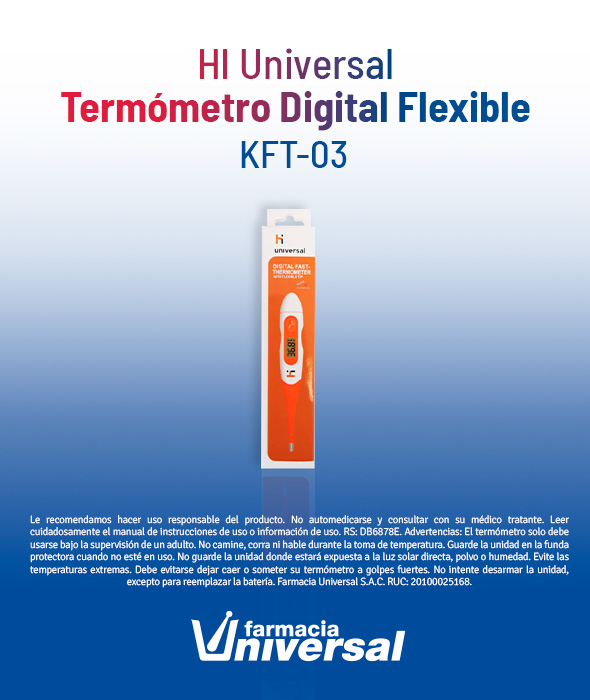 HI Universal
Termómetro Digital Flexible
KFT-03
hi
universal
DIGITAL FAST-
THERMOMETER
WITH FLEXIBLE TIP
36.8
hi
Le recomendamos hacer uso responsable del producto. No automedicarse y consultar con su médico tratante. Leer
cuidadosamente el manual de instrucciones de uso o información de uso. RS: DB6878E. Advertencias: El termómetro solo debe
usarse bajo la supervisión de un adulto. No camine, corra ni hable durante la toma de temperatura. Guarde la unidad en la funda
protectora cuando no esté en uso. No guarde la unidad donde estará expuesta a la luz solar directa, polvo o humedad. Evite las
temperaturas extremas. Debe evitarse dejar caer o someter su termómetro a golpes fuertes. No intente desarmar la unidad,
excepto para reemplazar la batería. Farmacia Universal S.A.C. RUC: 20100025168.
farmacia
Universal